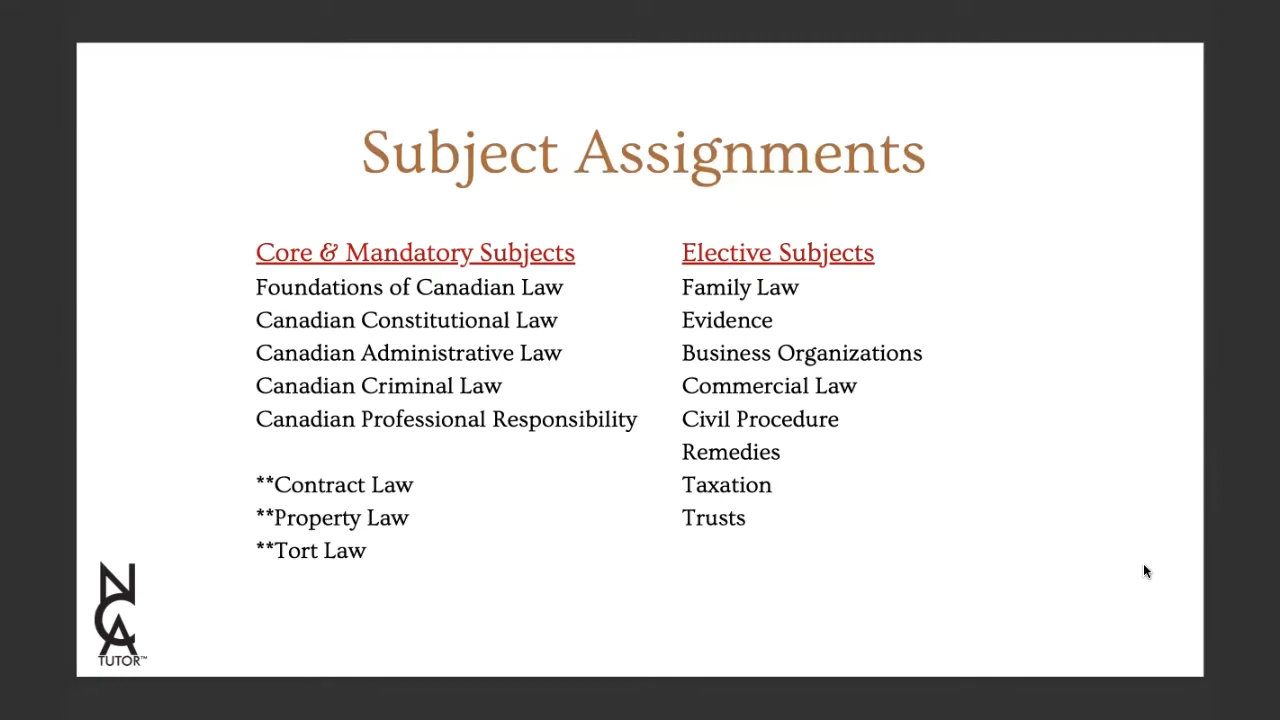 Subject Assignments
Core & Mandatory Subjects
Foundations of Canadian Law
Canadian Constitutional Law
Canadian Administrative Law
Canadian Criminal Law
Canadian Professional Responsibility
**Contract Law
**Property Law
**Tort Law
Elective Subjects
Family Law
Evidence
Business Organizations
Commercial Law
Civil Procedure
Remedies
Taxation
Trusts
NCA
TUTOR™